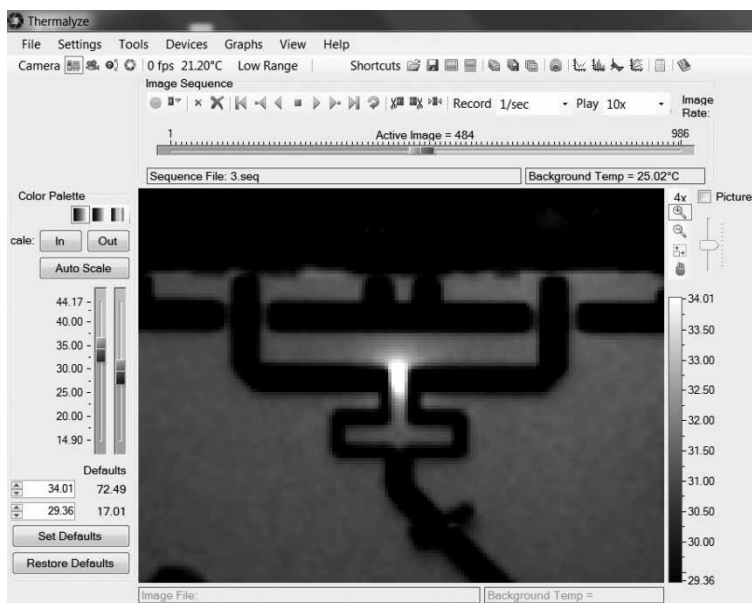 Thermalyze
File Settings Tools Devices Graphs View Help
Camera 0 fps 21.20°C Low Range Shortcuts
Image Sequence
Record 1/sec Play 10x Image Rate:
1 Active Image = 484 986
Sequence File: 3.seq Background Temp = 25.02°C
Color Palette
4x Picture
cale: In Out
Auto Scale
44.17
40.00
35.00
30.00
25.00
20.00
14.90
Defaults
34.01 72.49
29.36 17.01
Set Defaults
Restore Defaults
34.01
33.50
33.00
32.50
32.00
31.50
31.00
30.50
30.00
29.36
Image File: Background Temp =